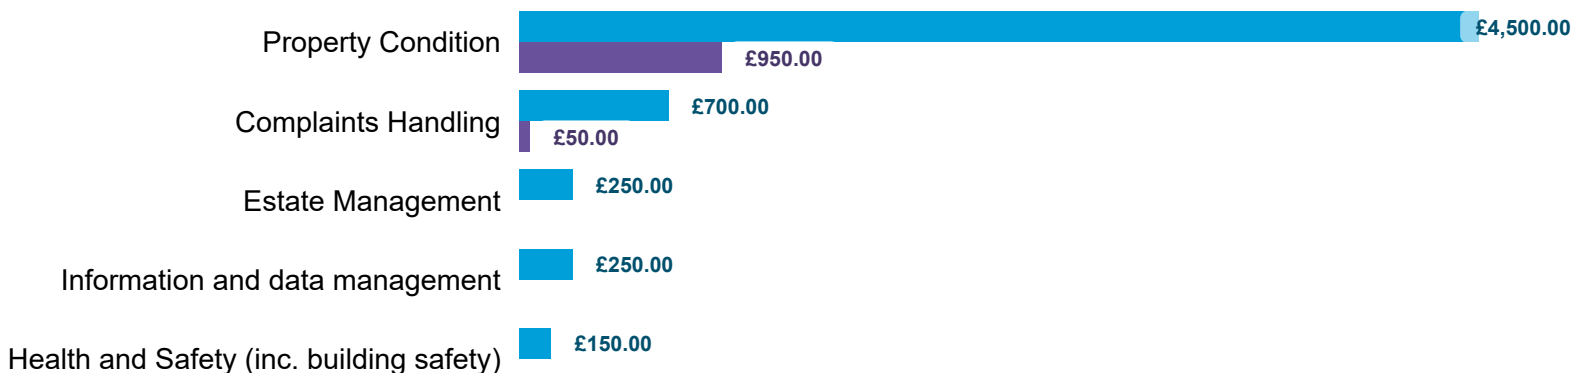 £4,500.00
Property Condition
£950.00
£700.00
Complaints Handling
£50.00
£250.00
Estate Management
£250.00
Information and data management
£150.00
Health and Safety (inc. building safety)